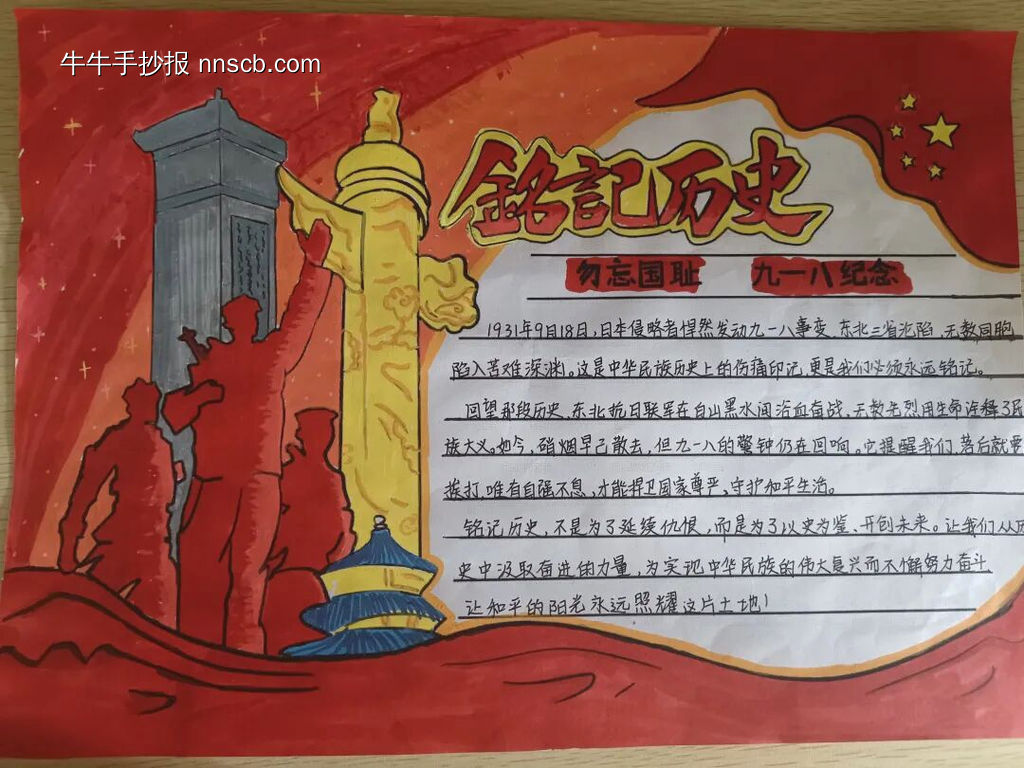 牛牛手抄报 nnscb.com
銘記历史
勿忘国耻 九一八纪念
1931年9月18日,日本侵略者悍然发动九一八事变、东北三省沦陷,无数同胞
陷入苦难深渊。这是中华民族历史上的伤痛印记,更是我们必须永远铭记。
回望那段历史,东北抗日联军在白山黑水间浴血奋战,无数先烈用生命诠释了民
族大义。如今,硝烟早已散去,但九一八的警钟仍在回响。它提醒我们,落后就要
挨打,唯有自强不息,才能捍卫国家尊严,守护和平生活。
铭记历史,不是为了延续仇恨,而是为了以史为鉴、开创未来。让我们从历
史中汲取奋进的力量,为实现中华民族的伟大复兴而不懈努力奋斗
让和平的阳光永远照耀这片土地!